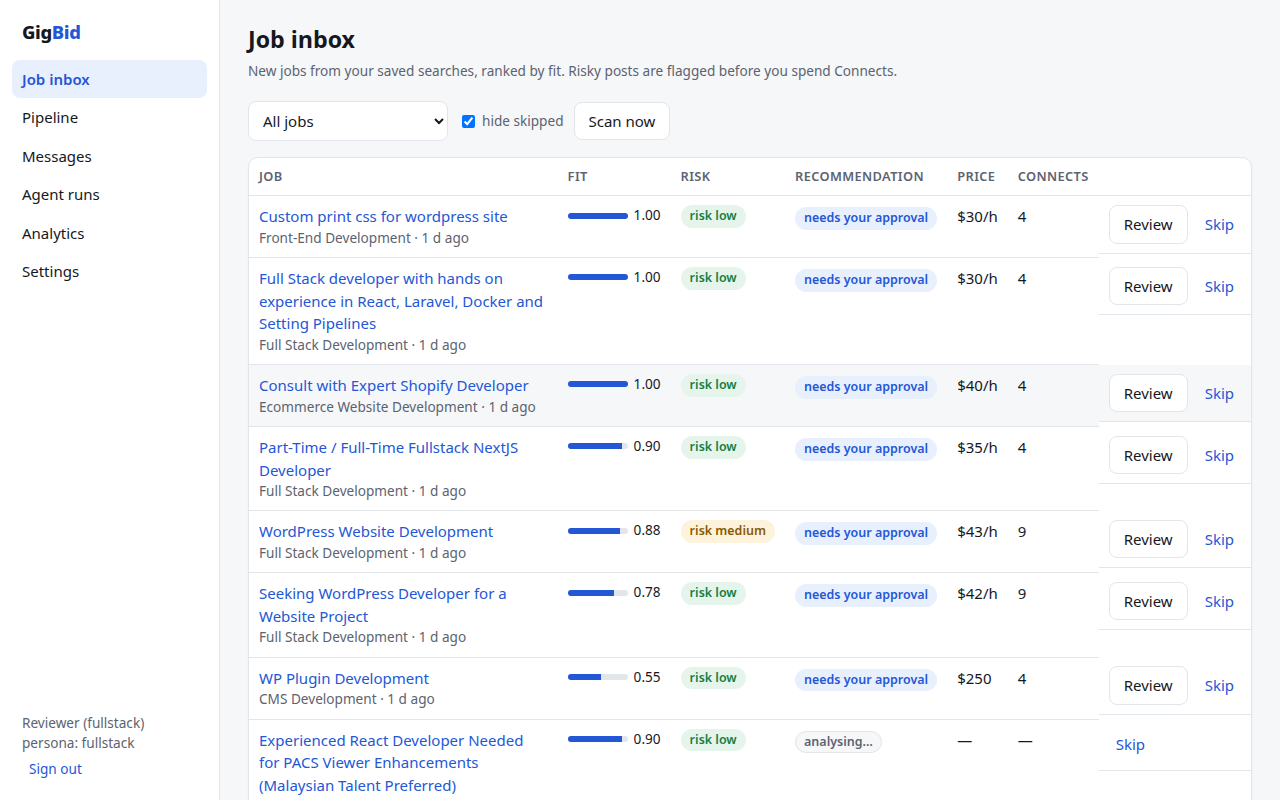 GigBid
Job inbox
Pipeline
Messages
Agent runs
Analytics
Settings
Reviewer (fullstack)
persona: fullstack
Sign out
Job inbox
New jobs from your saved searches, ranked by fit. Risky posts are flagged before you spend Connects.
All jobs hide skipped Scan now
JOB FIT RISK RECOMMENDATION PRICE CONNECTS
Custom print css for wordpress site 1.00 risk low needs your approval $30/h 4 Review Skip
Front-End Development · 1 d ago
Full Stack developer with hands on 1.00 risk low needs your approval $30/h 4 Review Skip
experience in React, Laravel, Docker and
Setting Pipelines
Full Stack Development · 1 d ago
Consult with Expert Shopify Developer 1.00 risk low needs your approval $40/h 4 Review Skip
Ecommerce Website Development · 1 d ago
Part-Time / Full-Time Fullstack NextJS 0.90 risk low needs your approval $35/h 4 Review Skip
Developer
Full Stack Development · 1 d ago
WordPress Website Development 0.88 risk medium needs your approval $43/h 9 Review Skip
Full Stack Development · 1 d ago
Seeking WordPress Developer for a 0.78 risk low needs your approval $42/h 9 Review Skip
Website Project
Full Stack Development · 1 d ago
WP Plugin Development 0.55 risk low needs your approval $250 4 Review Skip
CMS Development · 1 d ago
Experienced React Developer Needed 0.90 risk low analysing... — — Skip
for PACS Viewer Enhancements
(Malaysian Talent Preferred)